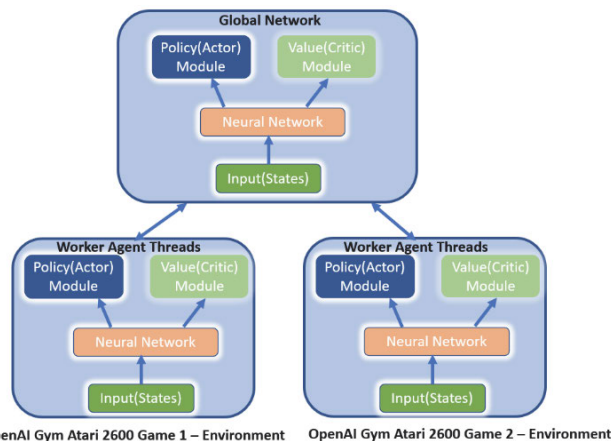 Global Network
Policy(Actor)
Module
Value(Critic)
Module
Neural Network
Input(States)
Worker Agent Threads
Policy(Actor)
Module
Value(Critic)
Module
Neural Network
Input(States)
penAI Gym Atari 2600 Game 1 – Environment
Worker Agent Threads
Policy(Actor)
Module
Value(Critic)
Module
Neural Network
Input(States)
OpenAI Gym Atari 2600 Game 2 – Environment